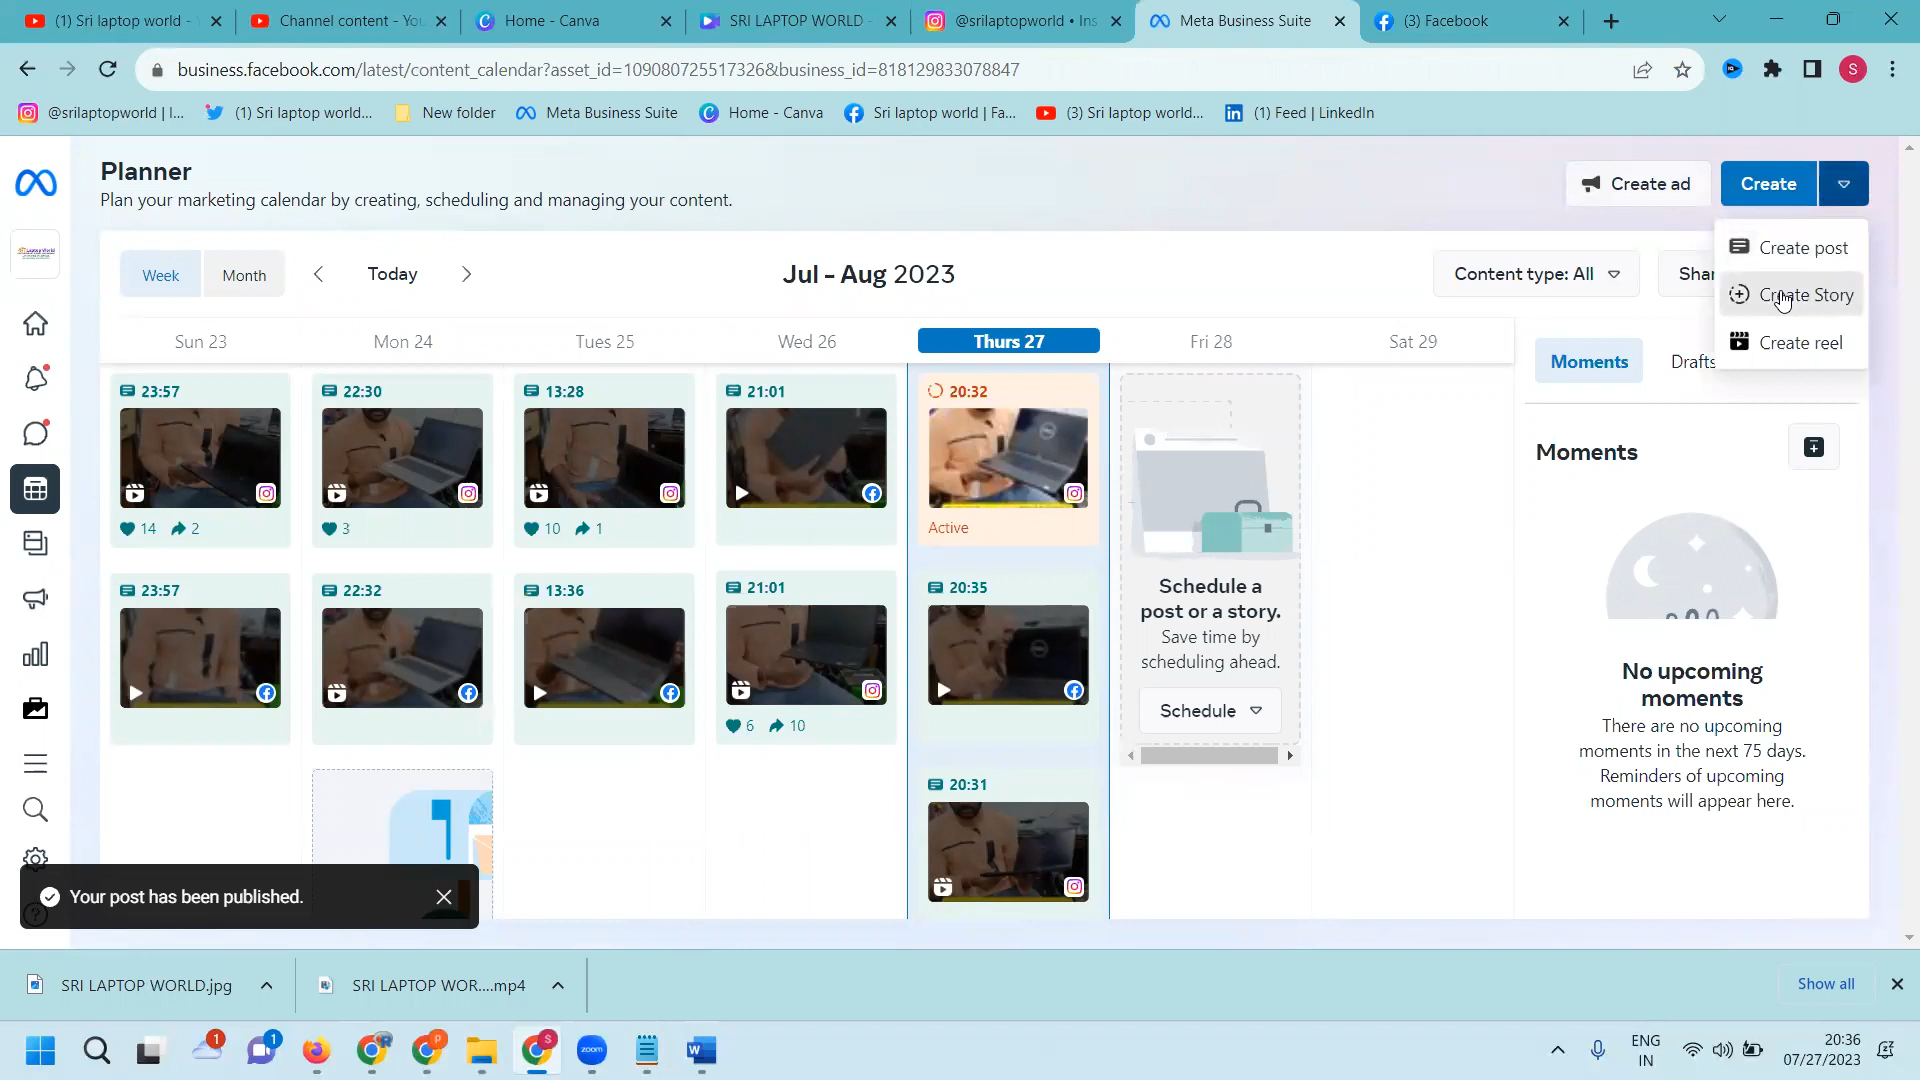 (1) Sri laptop world -
Channel content - You
Home - Canva
SRI LAPTOP WORLD -
@srilaptopworld • Ins
Meta Business Suite
(3) Facebook
business.facebook.com/latest/content_calendar?asset_id=109080725517326&business_id=818129833078847
S
@srilaptopworld | I...
(1) Sri laptop world...
New folder
Meta Business Suite
Home - Canva
Sri laptop world | Fa...
(3) Sri laptop world...
(1) Feed | LinkedIn
Planner
Plan your marketing calendar by creating, scheduling and managing your content.
Create ad
Create
Create post
Create Story
Create reel
Week
Month
Today
Jul – Aug 2023
Content type: All
Shar
Sun 23
Mon 24
Tues 25
Wed 26
Thurs 27
Fri 28
Sat 29
Moments
Drafts
23:57
22:30
13:28
21:01
20:32
14 2
3
10 1
Active
Moments
23:57
22:32
13:36
21:01
20:35
6 10
20:31
Schedule a
post or a story.
Save time by
scheduling ahead.
Schedule
No upcoming
moments
There are no upcoming
moments in the next 75 days.
Reminders of upcoming
moments will appear here.
Your post has been published.
SRI LAPTOP WORLD.jpg
SRI LAPTOP WOR....mp4
Show all
1
1
R
P
S
zoom
W
ENG
IN
20:36
07/27/2023